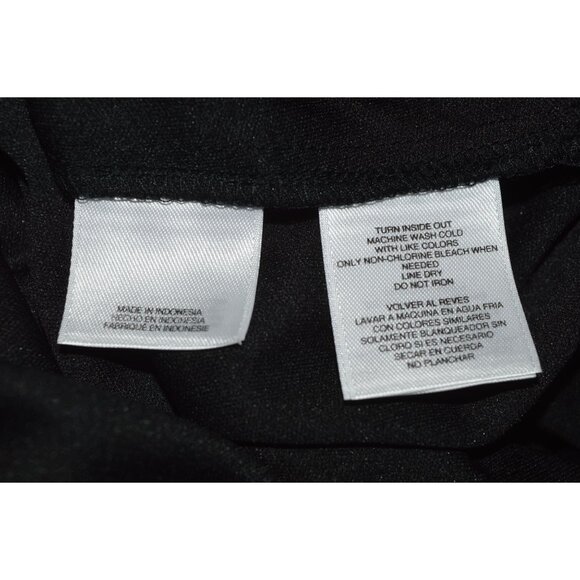 MADE IN INDONESIA
HECHO EN INDONESIA
FABRIQUÉ EN INDONESIE
TURN INSIDE OUT
MACHINE WASH COLD
WITH LIKE COLORS
ONLY NON-CHLORINE BLEACH WHEN
NEEDED
LINE DRY
DO NOT IRON
VOLVER AL REVES
LAVAR A MAQUINA EN AGUA FRIA
CON COLORES SIMILARES
SOLAMENTE BLANQUEADOR SIN
CLOPO SI ES NECESARIO
SECAR EN CUERDA
NO PLANCHAR